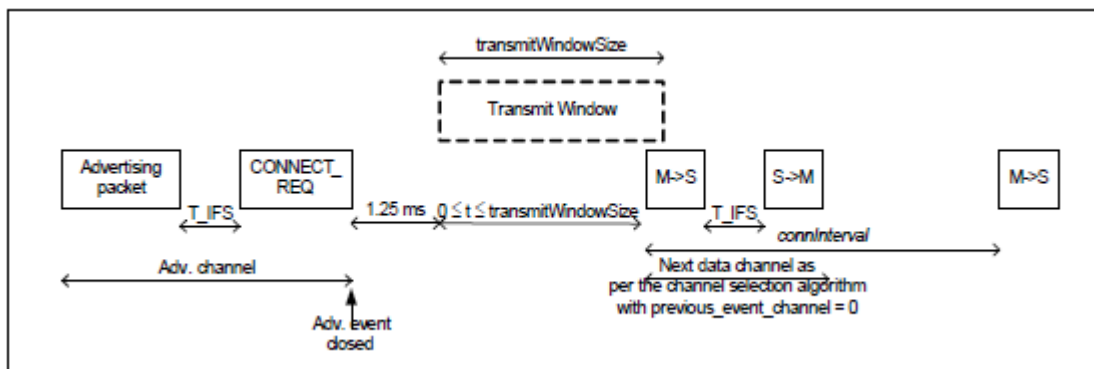 transmitWindowSize
Transmit Window
Advertising
packet
CONNECT_
REQ
M->S
S->M
M->S
T_IFS
1.25 ms
0 ≤ t ≤ transmitWindowSize
T_IFS
connInterval
Adv. channel
Next data channel as
per the channel selection algorithm
with previous_event_channel = 0
Adv. event
closed